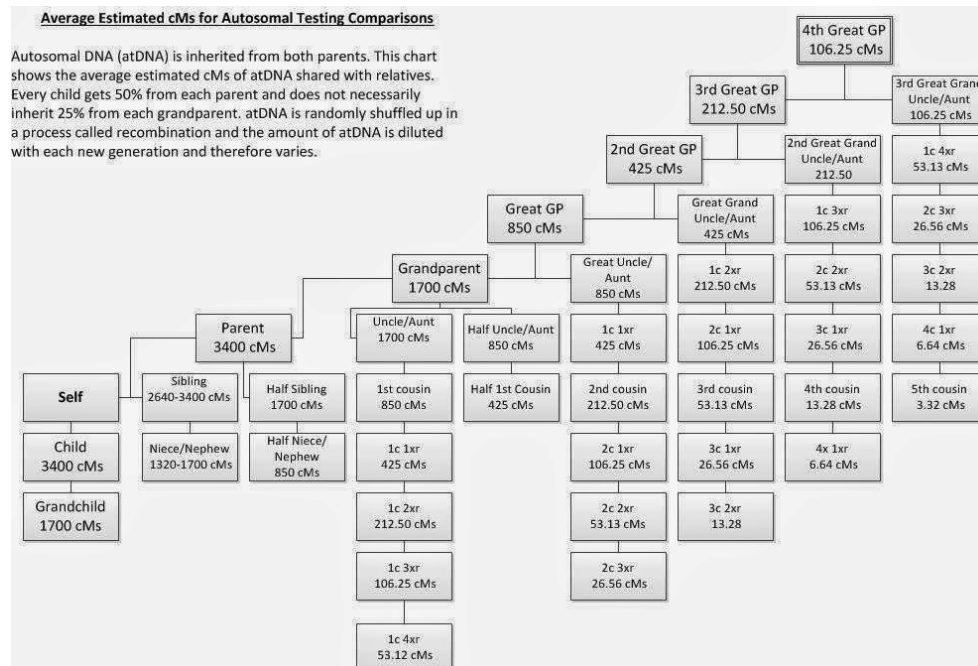 Average Estimated cMs for Autosomal Testing Comparisons
Autosomal DNA (atDNA) is inherited from both parents. This chart
shows the average estimated cMs of atDNA shared with relatives.
Every child gets 50% from each parent and does not necessarily
inherit 25% from each grandparent. atDNA is randomly shuffled up in
a process called recombination and the amount of atDNA is diluted
with each new generation and therefore varies.
4th Great GP
106.25 cMs
3rd Great GP
212.50 cMs
3rd Great Grand
Uncle/Aunt
106.25 cMs
2nd Great GP
425 cMs
2nd Great Grand
Uncle/Aunt
212.50
1c 4xr
53.13 cMs
Great GP
850 cMs
Great Grand
Uncle/Aunt
425 cMs
1c 3xr
106.25 cMs
2c 3xr
26.56 cMs
Grandparent
1700 cMs
Great Uncle/
Aunt
850 cMs
1c 2xr
212.50 cMs
2c 2xr
53.13 cMs
3c 2xr
13.28
Parent
3400 cMs
Uncle/Aunt
1700 cMs
Half Uncle/Aunt
850 cMs
1c 1xr
425 cMs
2c 1xr
106.25 cMs
3c 1xr
26.56 cMs
4c 1xr
6.64 cMs
Self
Sibling
2640-3400 cMs
Half Sibling
1700 cMs
1st cousin
850 cMs
Half 1st Cousin
425 cMs
2nd cousin
212.50 cMs
3rd cousin
53.13 cMs
4th cousin
13.28 cMs
5th cousin
3.32 cMs
Child
3400 cMs
Niece/Nephew
1320-1700 cMs
Half Niece/
Nephew
850 cMs
1c 1xr
425 cMs
2c 1xr
106.25 cMs
3c 1xr
26.56 cMs
4x 1xr
6.64 cMs
Grandchild
1700 cMs
1c 2xr
212.50 cMs
2c 2xr
53.13 cMs
3c 2xr
13.28
1c 3xr
106.25 cMs
2c 3xr
26.56 cMs
1c 4xr
53.12 cMs